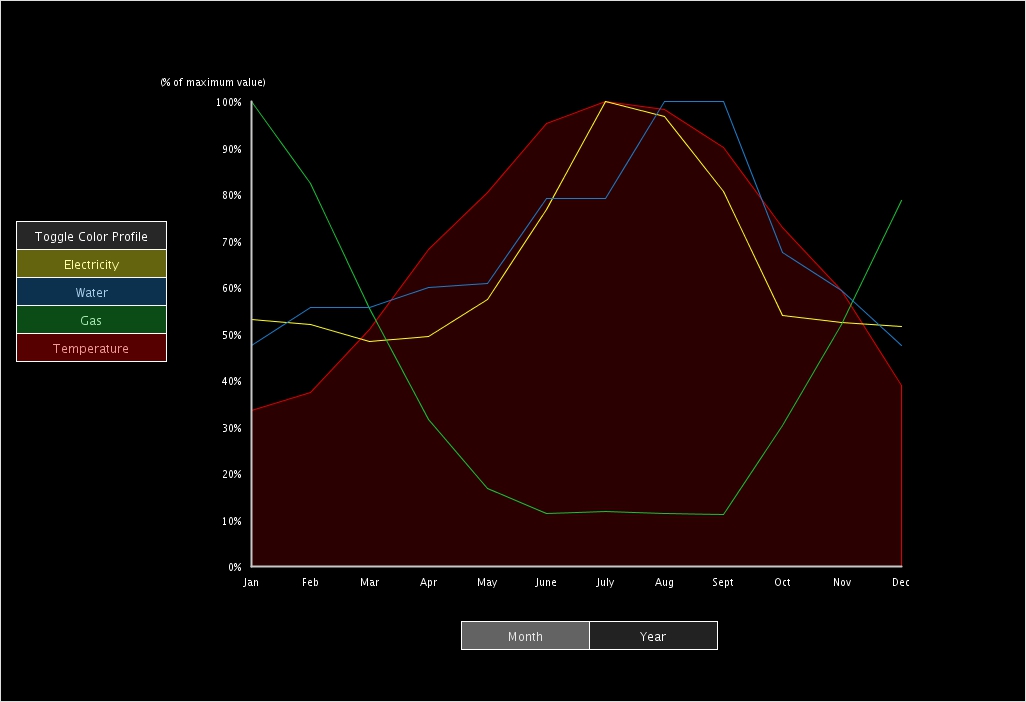 (% of maximum value)
100%
90%
80%
70%
60%
50%
40%
30%
20%
10%
0%
Toggle Color Profile
Electricity
Water
Gas
Temperature
Jan Feb Mar Apr May June July Aug Sept Oct Nov Dec
Month Year